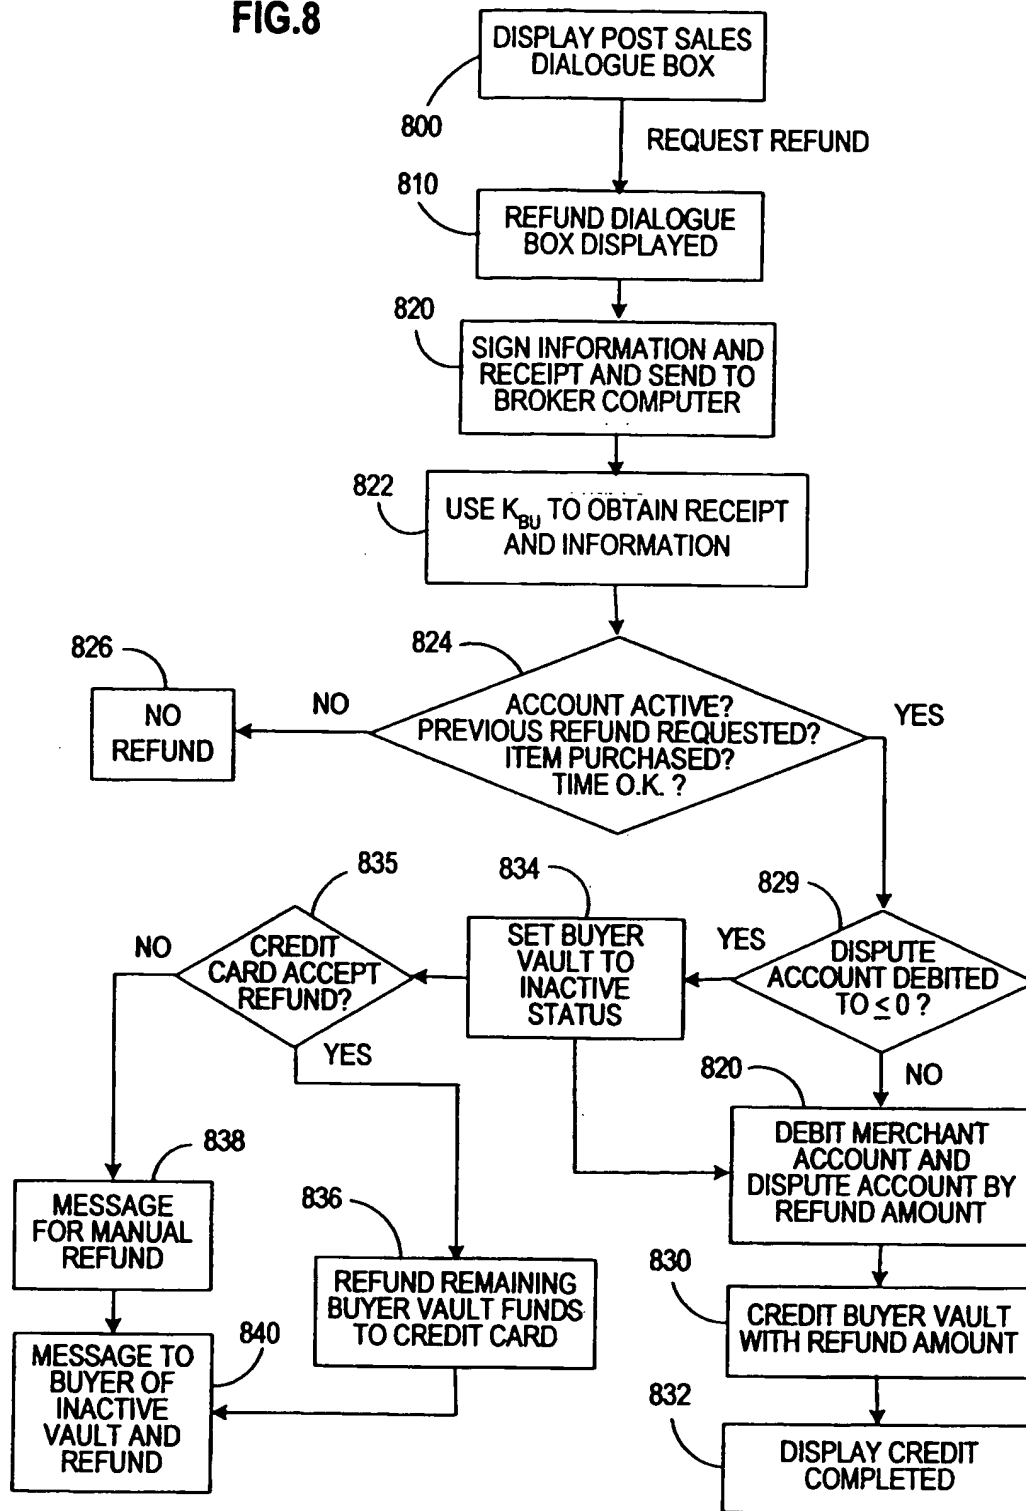 FIG.8
DISPLAY POST SALES
DIALOGUE BOX
800
REQUEST REFUND
810
REFUND DIALOGUE
BOX DISPLAYED
820
SIGN INFORMATION AND
RECEIPT AND SEND TO
BROKER COMPUTER
822
USE KBU TO OBTAIN RECEIPT
AND INFORMATION
824
826
NO
REFUND
NO
ACCOUNT ACTIVE?
PREVIOUS REFUND REQUESTED?
ITEM PURCHASED?
TIME O.K. ?
YES
835
834
829
NO
CREDIT
CARD ACCEPT
REFUND?
YES
SET BUYER
VAULT TO
INACTIVE
STATUS
YES
DISPUTE
ACCOUNT DEBITED
TO ≤ 0 ?
NO
820
DEBIT MERCHANT
ACCOUNT AND
DISPUTE ACCOUNT BY
REFUND AMOUNT
838
MESSAGE
FOR MANUAL
REFUND
836
REFUND REMAINING
BUYER VAULT FUNDS
TO CREDIT CARD
830
CREDIT BUYER VAULT
WITH REFUND AMOUNT
840
MESSAGE TO
BUYER OF
INACTIVE
VAULT AND
REFUND
832
DISPLAY CREDIT
COMPLETED